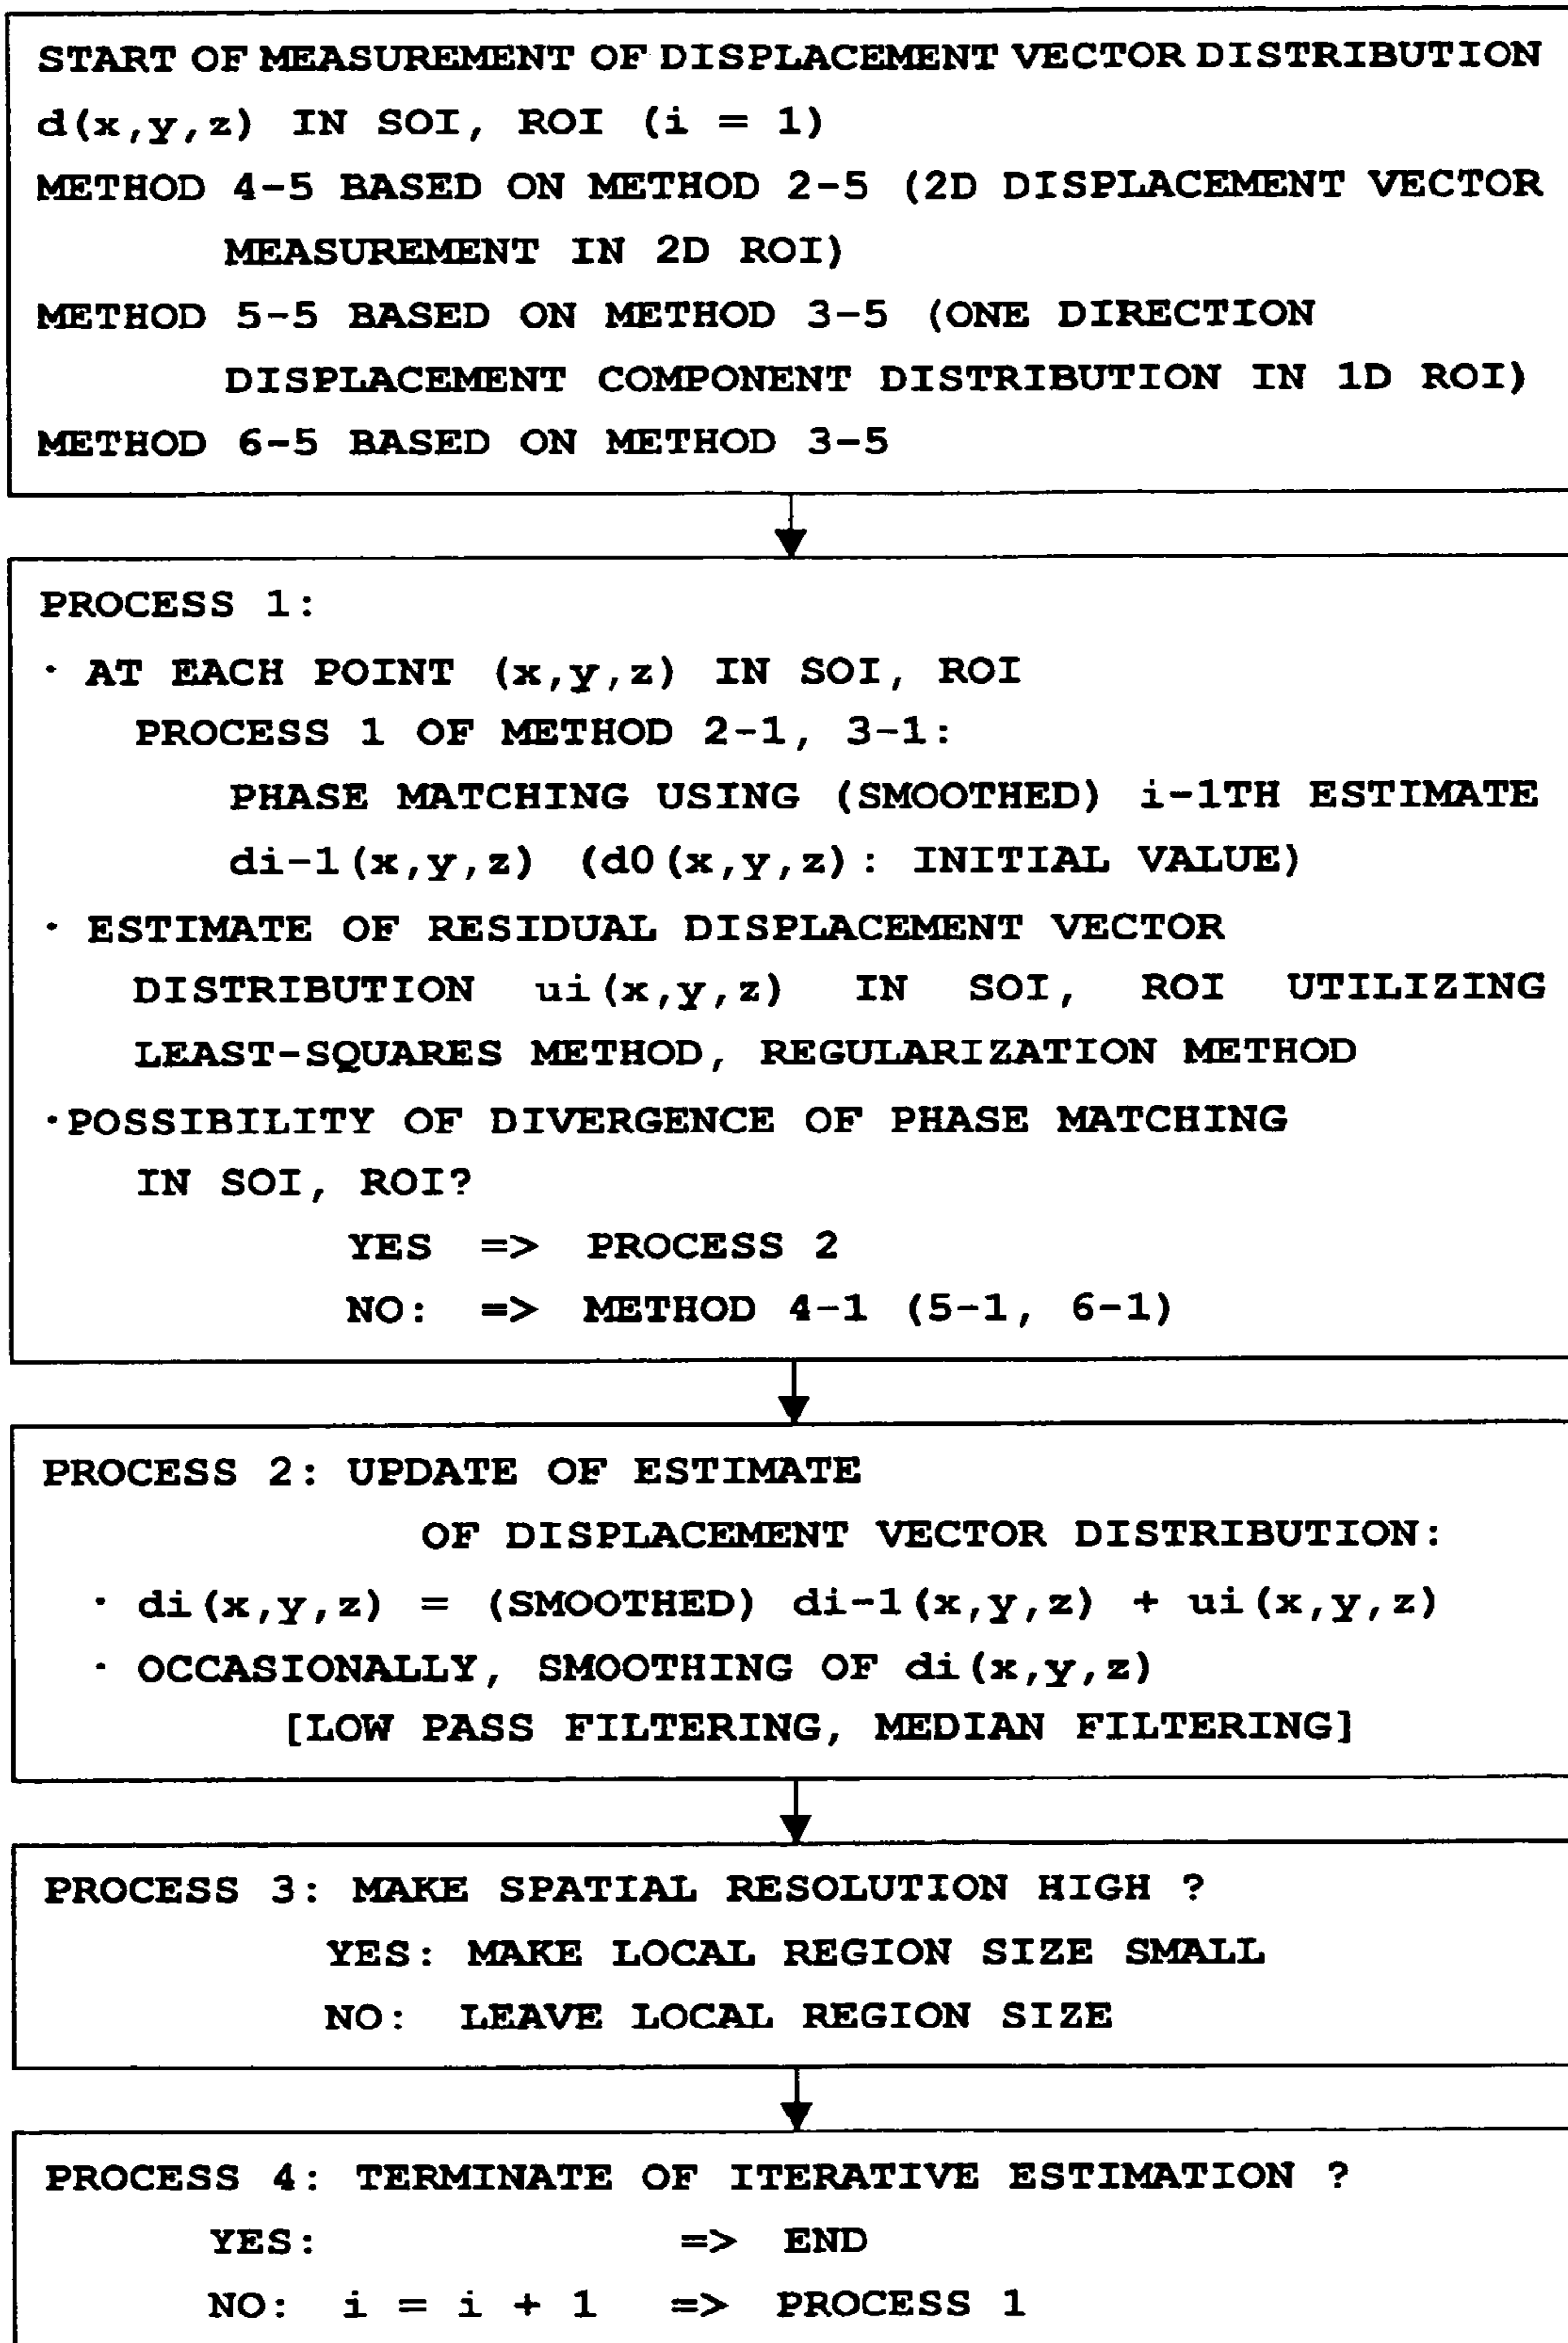 START OF MEASUREMENT OF DISPLACEMENT VECTOR DISTRIBUTION
d(x,y,z) IN SOI, ROI (i = 1)
METHOD 4-5 BASED ON METHOD 2-5 (2D DISPLACEMENT VECTOR
MEASUREMENT IN 2D ROI)
METHOD 5-5 BASED ON METHOD 3-5 (ONE DIRECTION
DISPLACEMENT COMPONENT DISTRIBUTION IN 1D ROI)
METHOD 6-5 BASED ON METHOD 3-5
PROCESS 1:
· AT EACH POINT (x,y,z) IN SOI, ROI
PROCESS 1 OF METHOD 2-1, 3-1:
PHASE MATCHING USING (SMOOTHED) i-1TH ESTIMATE
di-1(x,y,z) (d0(x,y,z): INITIAL VALUE)
· ESTIMATE OF RESIDUAL DISPLACEMENT VECTOR
DISTRIBUTION ui(x,y,z) IN SOI, ROI UTILIZING
LEAST-SQUARES METHOD, REGULARIZATION METHOD
·POSSIBILITY OF DIVERGENCE OF PHASE MATCHING
IN SOI, ROI?
YES => PROCESS 2
NO: => METHOD 4-1 (5-1, 6-1)
PROCESS 2: UPDATE OF ESTIMATE
OF DISPLACEMENT VECTOR DISTRIBUTION:
· di(x,y,z) = (SMOOTHED) di-1(x,y,z) + ui(x,y,z)
· OCCASIONALLY, SMOOTHING OF di(x,y,z)
[LOW PASS FILTERING, MEDIAN FILTERING]
PROCESS 3: MAKE SPATIAL RESOLUTION HIGH ?
YES: MAKE LOCAL REGION SIZE SMALL
NO: LEAVE LOCAL REGION SIZE
PROCESS 4: TERMINATE OF ITERATIVE ESTIMATION ?
YES: => END
NO: i = i + 1 => PROCESS 1